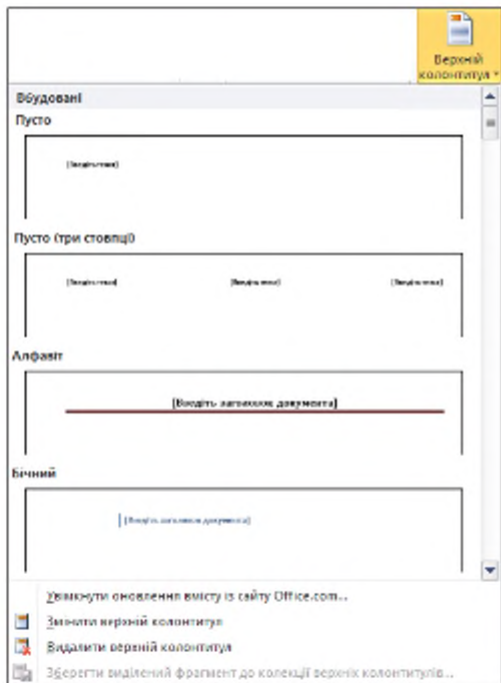 Верхній
колонтитул
Вбудовані
Пусто
[Введіть текст]
Пусто (три стовпці)
[Введіть текст] [Введіть текст] [Введіть текст]
Алфавіт
[Введіть заголовок документа]
Бічний
[Введіть заголовок документа]
Увімкнути оновлення вмісту із сайту Office.com...
Змінити верхній колонтитул
Видалити верхній колонтитул
Зберегти виділений фрагмент до колекції верхніх колонтитулів...